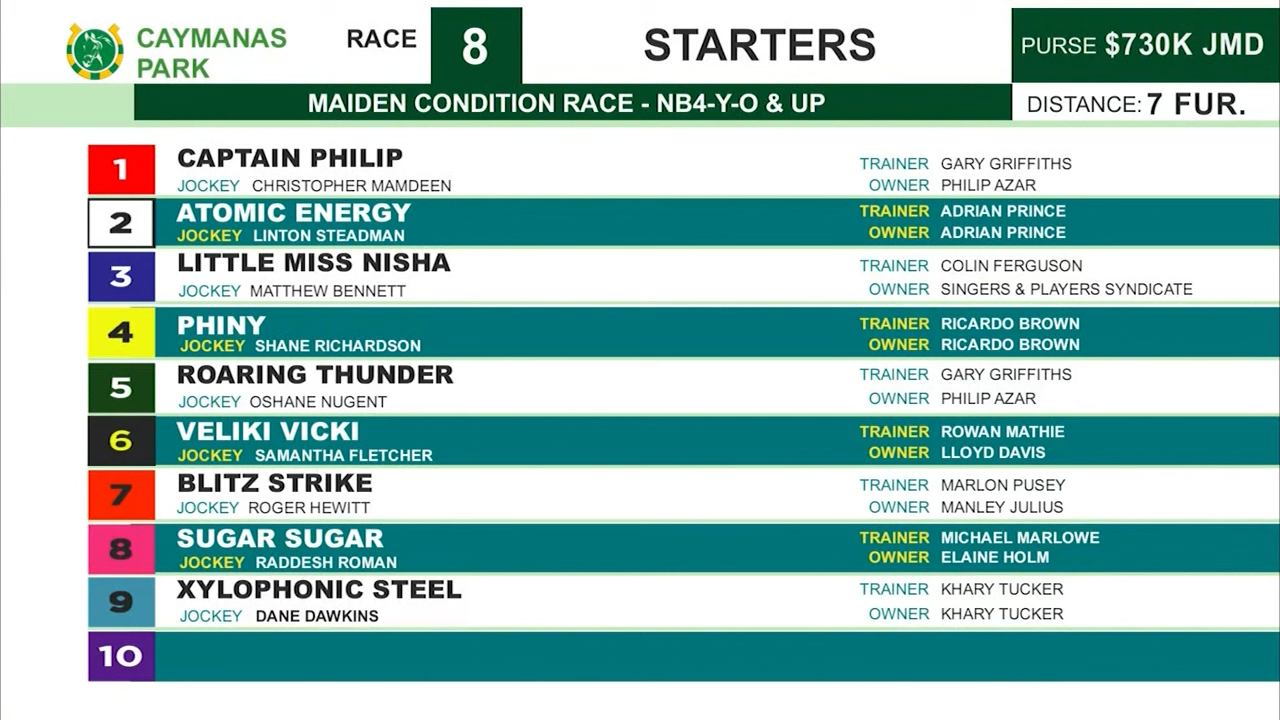 CAYMANAS PARK
RACE 8 STARTERS PURSE $730K JMD
MAIDEN CONDITION RACE - NB4-Y-O & UP DISTANCE: 7 FUR.
1 CAPTAIN PHILIP TRAINER GARY GRIFFITHS
JOCKEY CHRISTOPHER MAMDEEN OWNER PHILIP AZAR
2 ATOMIC ENERGY TRAINER ADRIAN PRINCE
JOCKEY LINTON STEADMAN OWNER ADRIAN PRINCE
3 LITTLE MISS NISHA TRAINER COLIN FERGUSON
JOCKEY MATTHEW BENNETT OWNER SINGERS & PLAYERS SYNDICATE
4 PHINY TRAINER RICARDO BROWN
JOCKEY SHANE RICHARDSON OWNER RICARDO BROWN
5 ROARING THUNDER TRAINER GARY GRIFFITHS
JOCKEY OSHANE NUGENT OWNER PHILIP AZAR
6 VELIKI VICKI TRAINER ROWAN MATHIE
JOCKEY SAMANTHA FLETCHER OWNER LLOYD DAVIS
7 BLITZ STRIKE TRAINER MARLON PUSEY
JOCKEY ROGER HEWITT OWNER MANLEY JULIUS
8 SUGAR SUGAR TRAINER MICHAEL MARLOWE
JOCKEY RADDESH ROMAN OWNER ELAINE HOLM
9 XYLOPHONIC STEEL TRAINER KHARY TUCKER
JOCKEY DANE DAWKINS OWNER KHARY TUCKER
10